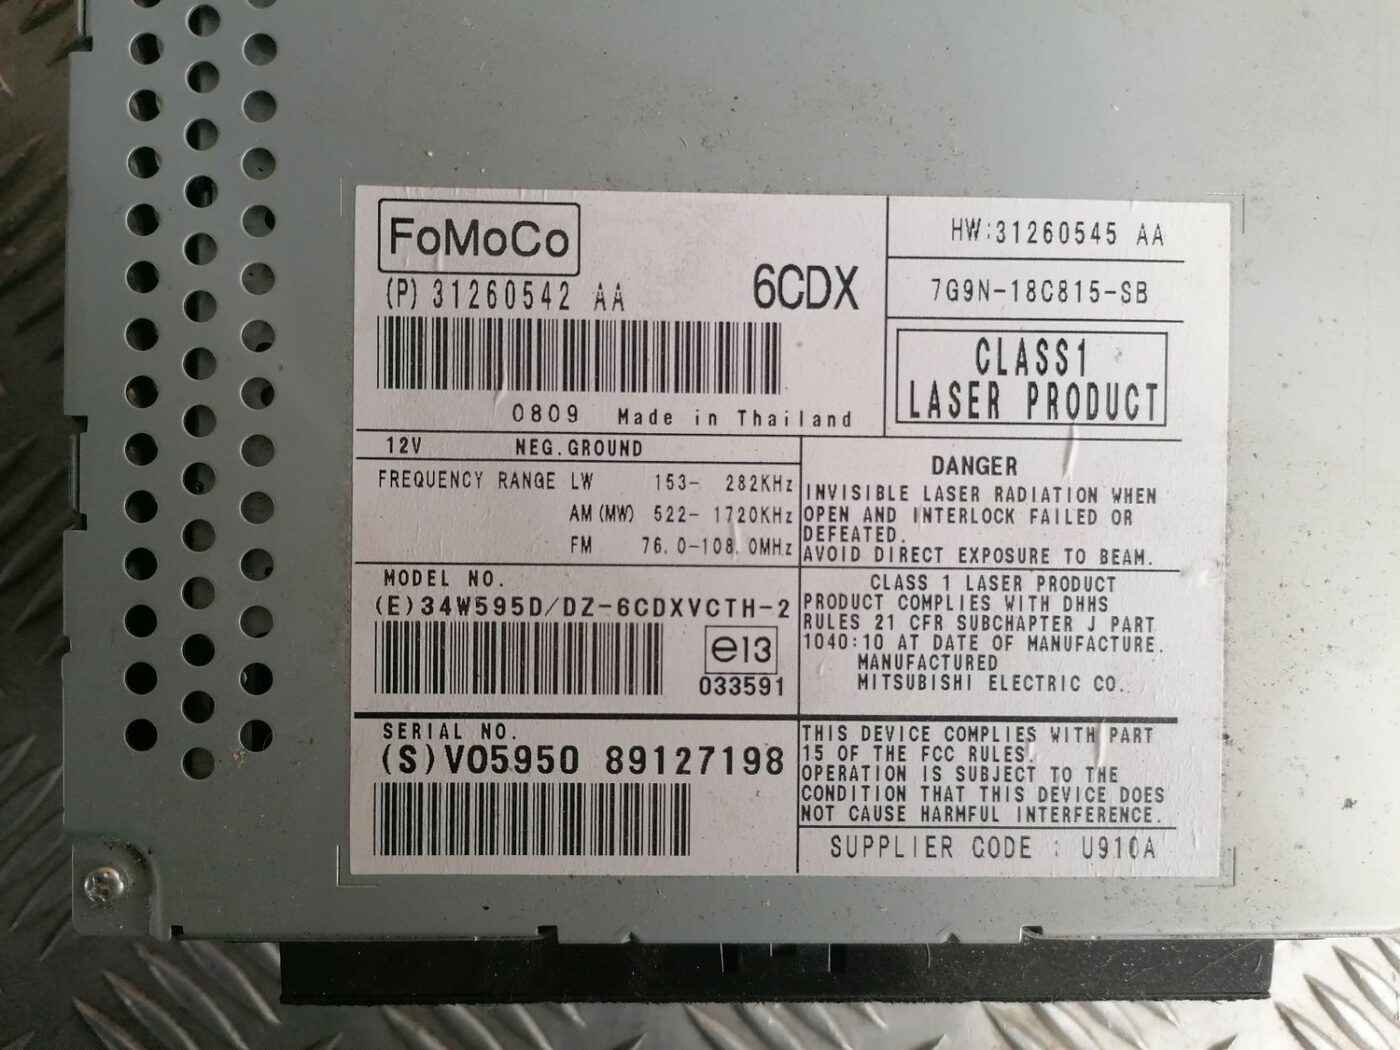 FoMoCo
(P) 31260542 AA
6CDX
0809 Made in Thailand
HW:31260545 AA
7G9N-18C815-SB
CLASS1
LASER PRODUCT
12V NEG.GROUND
FREQUENCY RANGE LW 153- 282KHz
AM(MW) 522- 1720KHz
FM 76.0-108.0MHz
DANGER
INVISIBLE LASER RADIATION WHEN
OPEN AND INTERLOCK FAILED OR
DEFEATED.
AVOID DIRECT EXPOSURE TO BEAM.
MODEL NO.
(E)34W595D/DZ-6CDXVCTH-2
e13
033591
CLASS 1 LASER PRODUCT
PRODUCT COMPLIES WITH DHHS
RULES 21 CFR SUBCHAPTER J PART
1040:10 AT DATE OF MANUFACTURE.
MANUFACTURED
MITSUBISHI ELECTRIC CO.
SERIAL NO.
(S)VO5950 89127198
THIS DEVICE COMPLIES WITH PART
15 OF THE FCC RULES.
OPERATION IS SUBJECT TO THE
CONDITION THAT THIS DEVICE DOES
NOT CAUSE HARMFUL INTERFERENCE.
SUPPLIER CODE : U910A